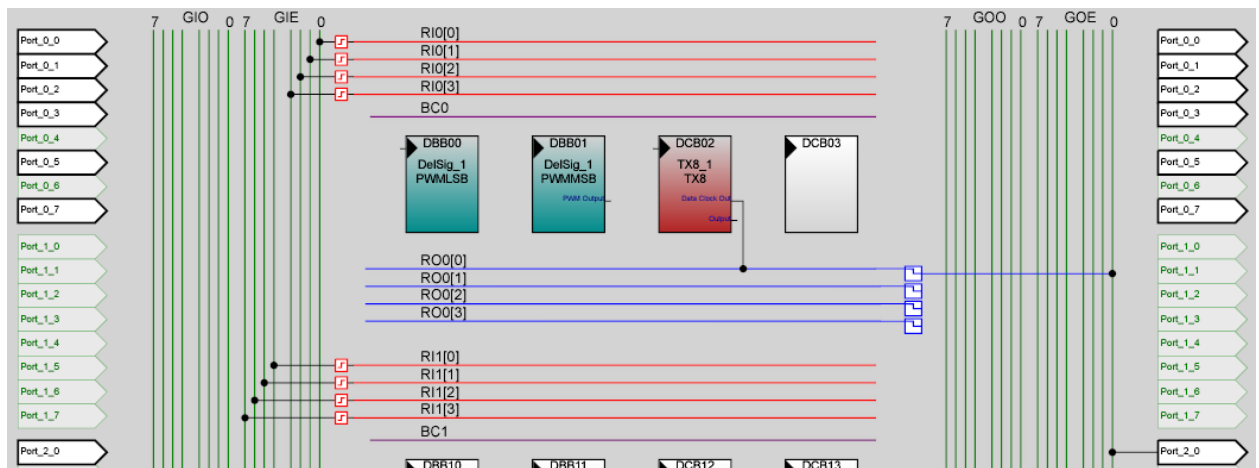 7 GIO 0 7 GIE 0
7 GOO 0 7 GOE 0
Port_0_0
Port_0_1
Port_0_2
Port_0_3
Port_0_4
Port_0_5
Port_0_6
Port_0_7
Port_1_0
Port_1_1
Port_1_2
Port_1_3
Port_1_4
Port_1_5
Port_1_6
Port_1_7
Port_2_0
RI0[0]
RI0[1]
RI0[2]
RI0[3]
BC0
DBB00
DelSig_1
PWMLSB
DBB01
DelSig_1
PWMMSB
PWM Output
DCB02
TX8_1
TX8
Data Clock Out
Output
DCB03
RO0[0]
RO0[1]
RO0[2]
RO0[3]
RI1[0]
RI1[1]
RI1[2]
RI1[3]
BC1
DBB10
DBB11
DCB12
DCB13
Port_0_0
Port_0_1
Port_0_2
Port_0_3
Port_0_4
Port_0_5
Port_0_6
Port_0_7
Port_1_0
Port_1_1
Port_1_2
Port_1_3
Port_1_4
Port_1_5
Port_1_6
Port_1_7
Port_2_0